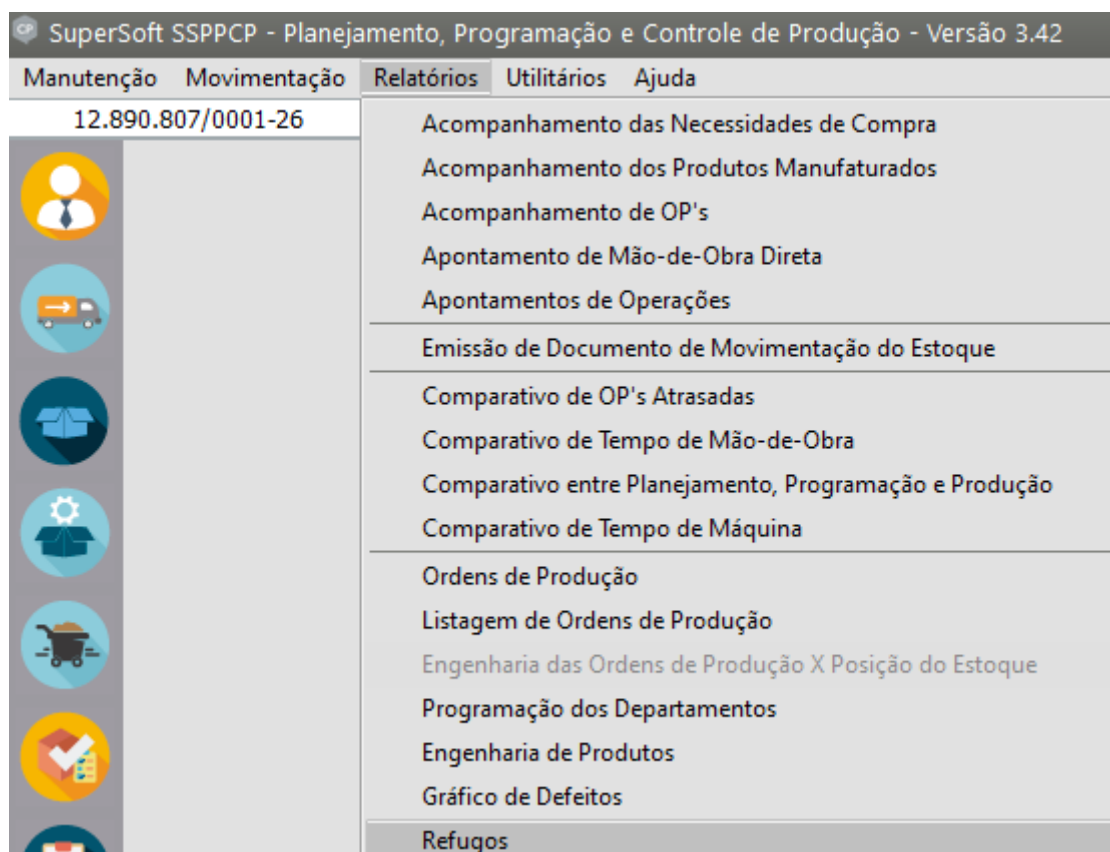 SuperSoft SSPPCP - Planejamento, Programação e Controle de Produção - Versão 3.42
Manutenção Movimentação Relatórios Utilitários Ajuda
12.890.807/0001-26
Acompanhamento das Necessidades de Compra
Acompanhamento dos Produtos Manufaturados
Acompanhamento de OP's
Apontamento de Mão-de-Obra Direta
Apontamentos de Operações
Emissão de Documento de Movimentação do Estoque
Comparativo de OP's Atrasadas
Comparativo de Tempo de Mão-de-Obra
Comparativo entre Planejamento, Programação e Produção
Comparativo de Tempo de Máquina
Ordens de Produção
Listagem de Ordens de Produção
Engenharia das Ordens de Produção X Posição do Estoque
Programação dos Departamentos
Engenharia de Produtos
Gráfico de Defeitos
Refugos